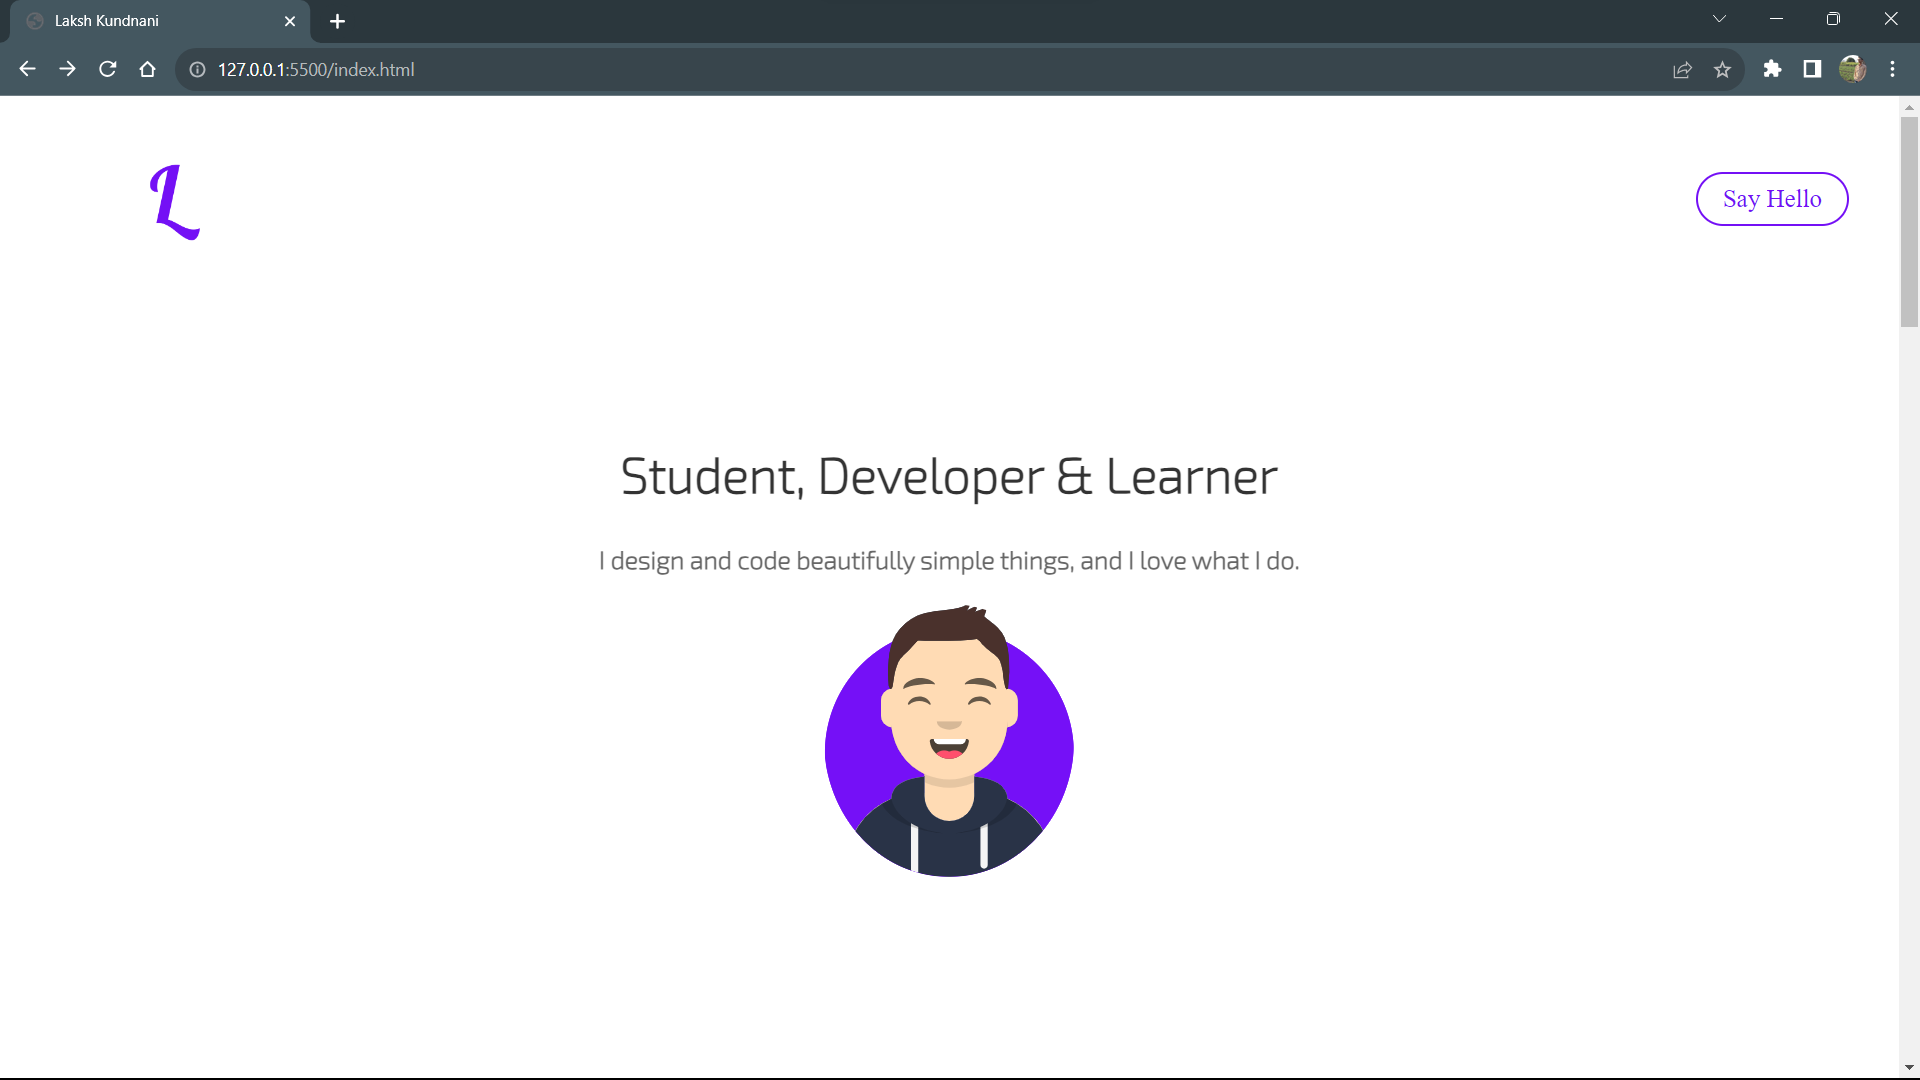 Laksh Kundnani
127.0.0.1:5500/index.html
L
Say Hello
Student, Developer & Learner
I design and code beautifully simple things, and I love what I do.